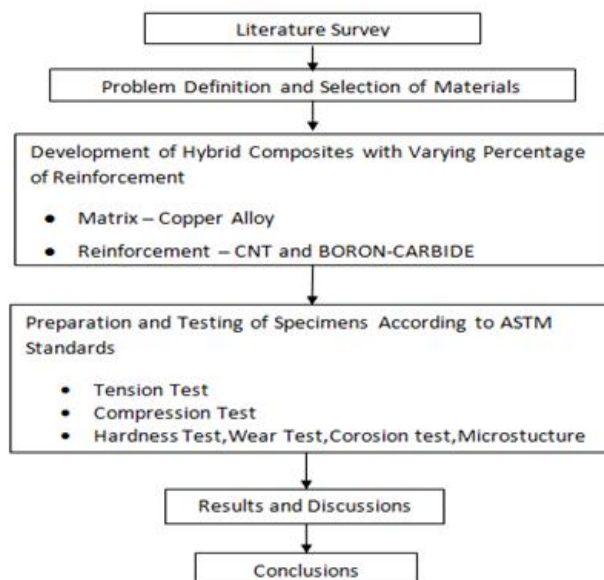 Literature Survey
Problem Definition and Selection of Materials
Development of Hybrid Composites with Varying Percentage
of Reinforcement
● Matrix – Copper Alloy
● Reinforcement – CNT and BORON-CARBIDE
Preparation and Testing of Specimens According to ASTM
Standards
● Tension Test
● Compression Test
● Hardness Test,Wear Test,Corosion test,Microstucture
Results and Discussions
Conclusions